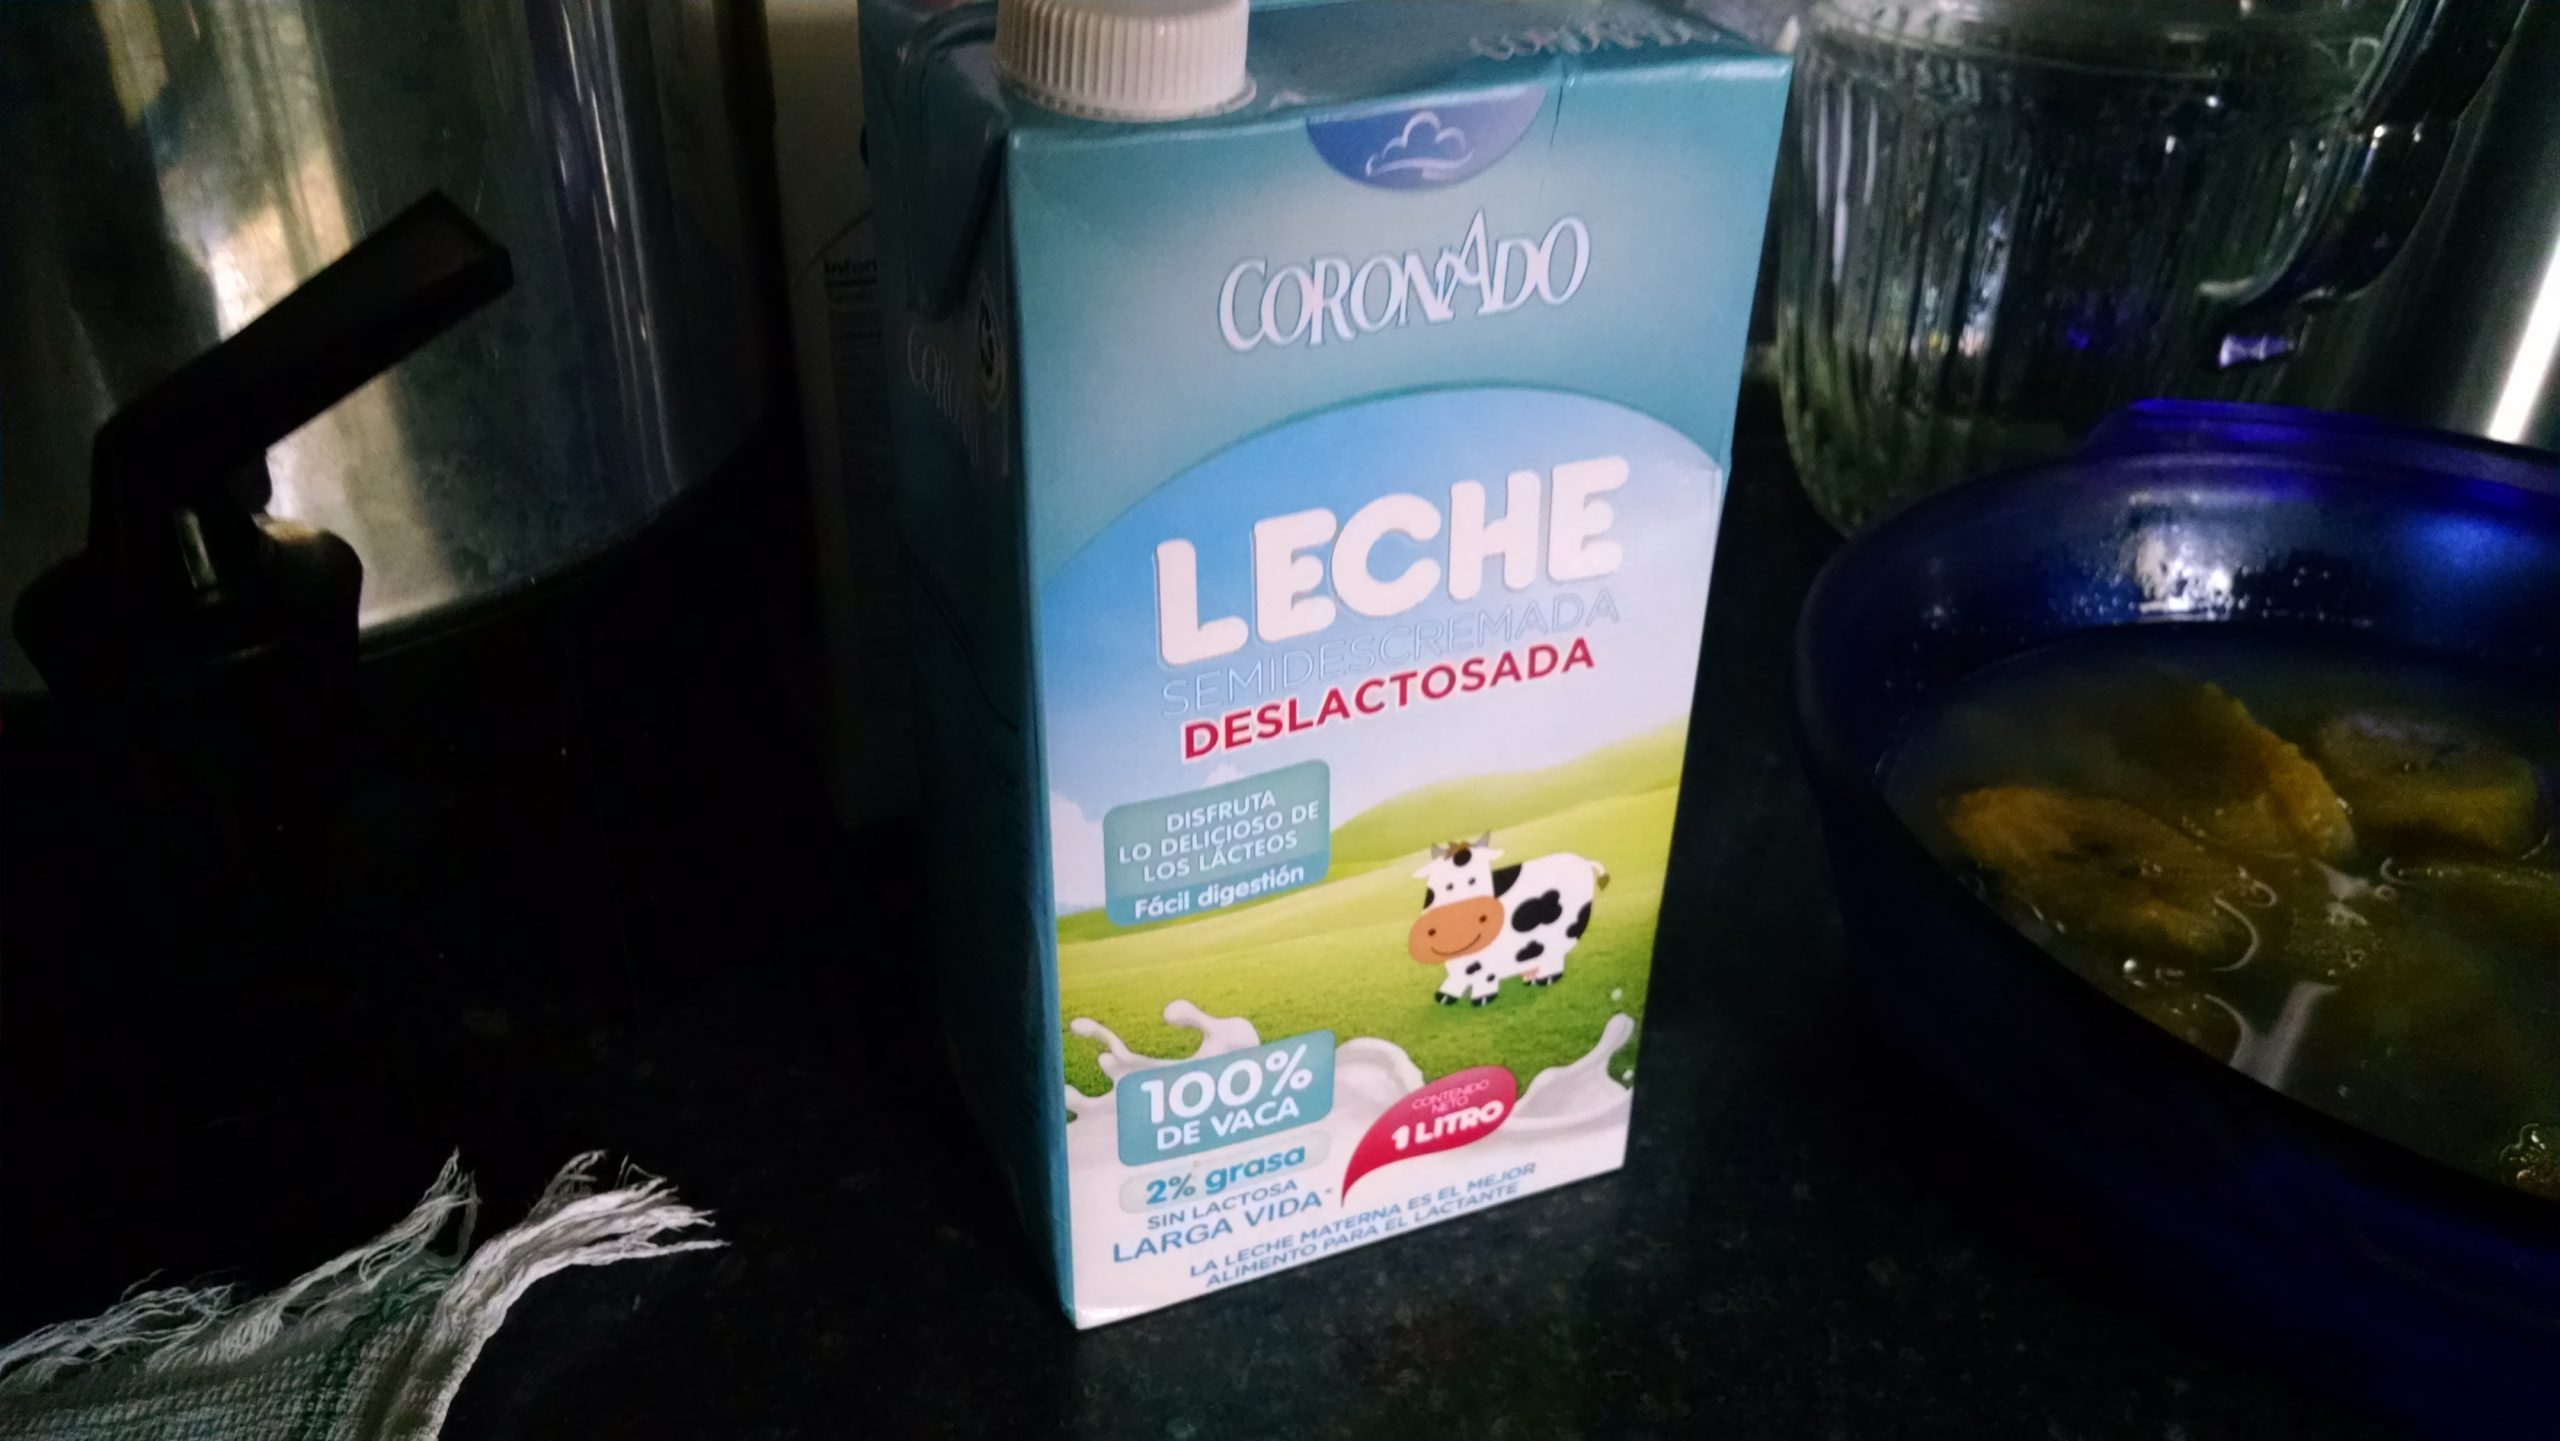 CORONADO
LECHE
SEMIDESCREMADA
DESLACTOSADA
DISFRUTA
LO DELICIOSO DE
LOS LÁCTEOS
Fácil digestión
100%
DE VACA
2% grasa
SIN LACTOSA
LARGA VIDA
CONTENIDO
NETO
1 LITRO
LA LECHE MATERNA ES EL MEJOR
ALIMENTO PARA EL LACTANTE